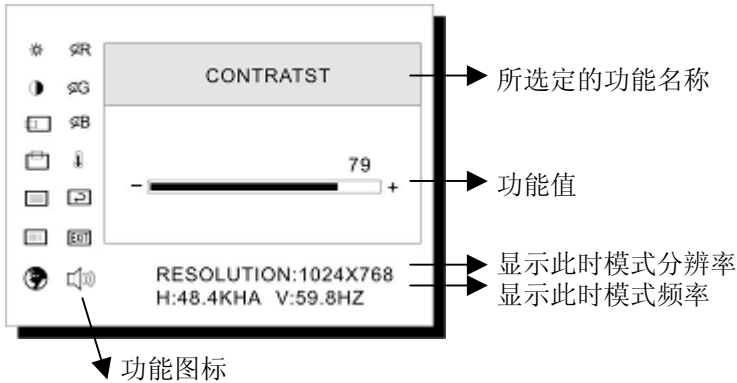 R
CONTRATST
所选定的功能名称
G
B
79
- +
功能值
EXIT
RESOLUTION:1024X768
显示此时模式分辨率
H:48.4KHA V:59.8HZ
显示此时模式频率
功能图标